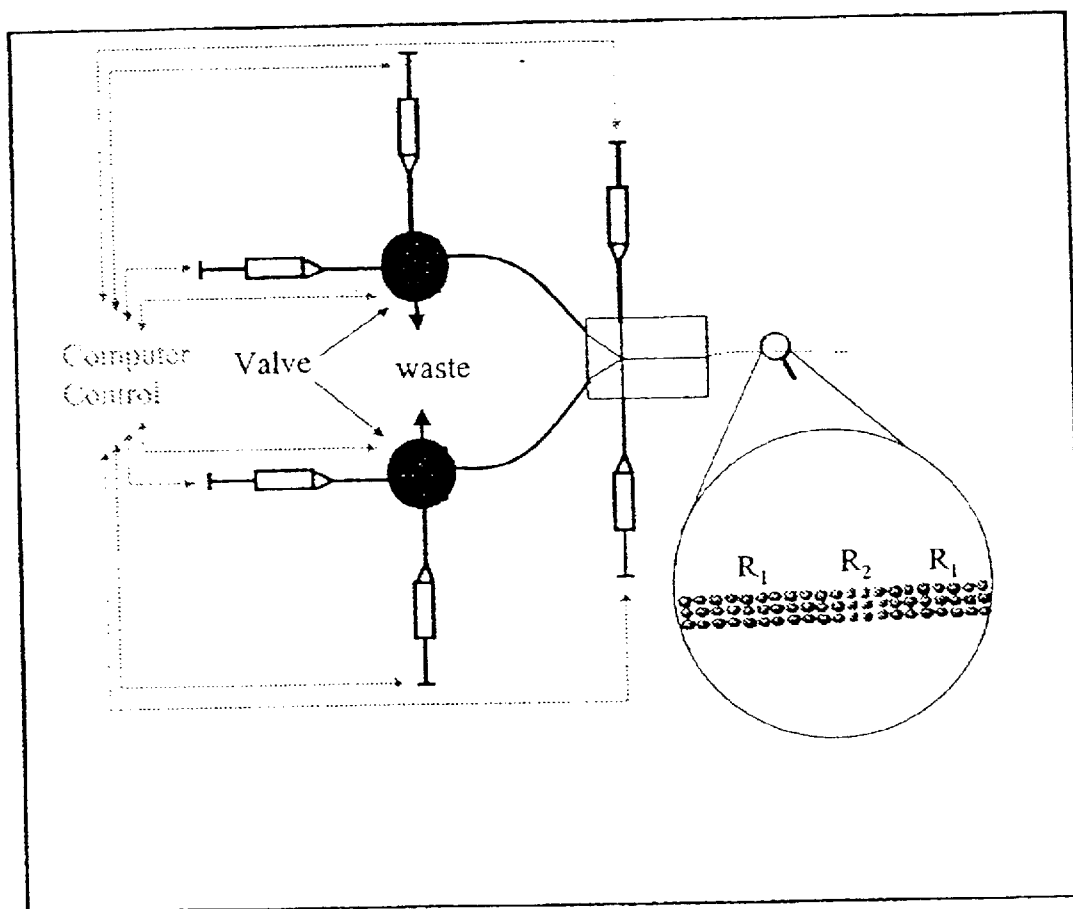 Computer
Control
Valve
waste
R₁ R₂ R₁